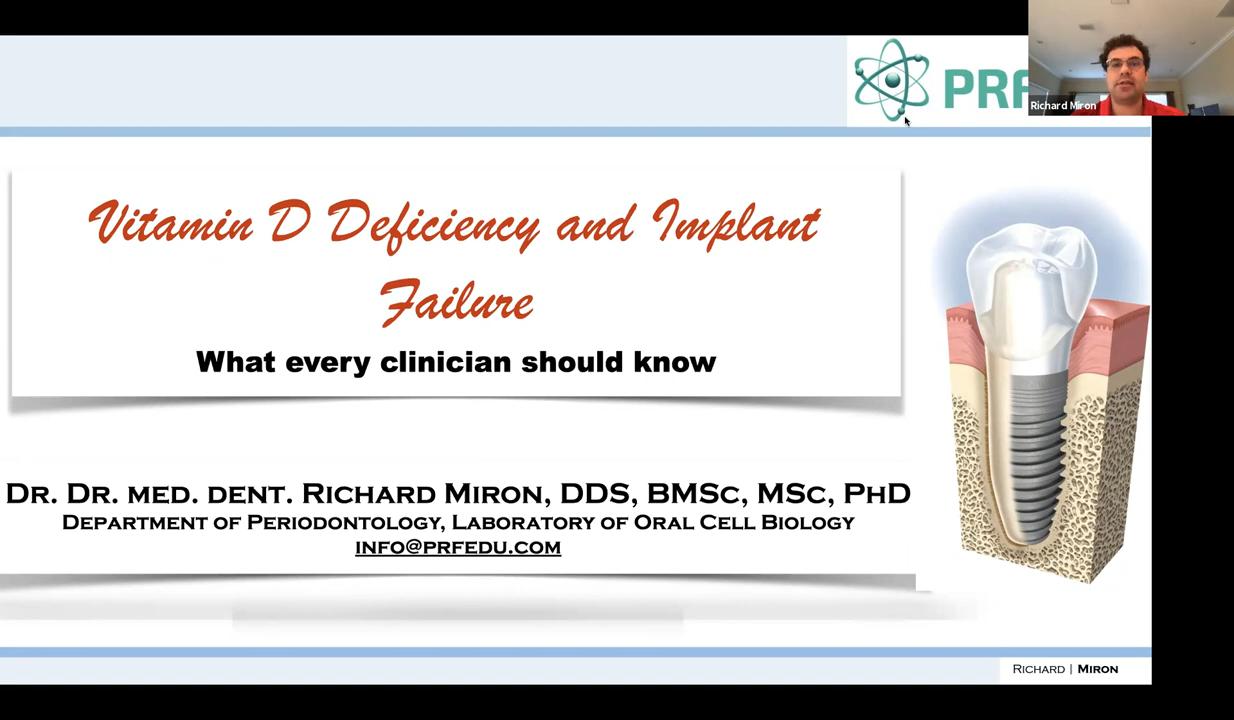 PRF
Richard Miron
Vitamin D Deficiency and Implant
Failure
What every clinician should know
Dr. Dr. med. dent. Richard Miron, DDS, BMSc, MSc, PhD
Department of Periodontology, Laboratory of Oral Cell Biology
info@prfedu.com
Richard | Miron